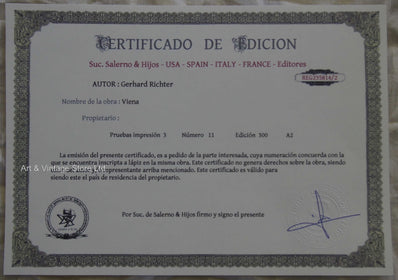 CERTIFICADO DE EDICION
Suc. Salerno & Hijos - USA - SPAIN - ITALY - FRANCE - Editores
REG255814/2
AUTOR : Gerhard Richter
Nombre de la obra : Viena
Propietario :
Pruebas impresión 3 Número 11 Edición 300 A2
La emisión del presente certificado, es a pedido de la parte interesada, cuya numeración concuerda con la
que se encuentra inscripta a lápiz en la misma obra. Este certificado no genera derechos sobre la obra, siendo
representante arriba mencionado. Este certificado es válido para
siendo este el país de residencia del propietario.
Art & Vintage Store Ltd
Por Suc. de Salerno & Hijos firmo y signo el presente